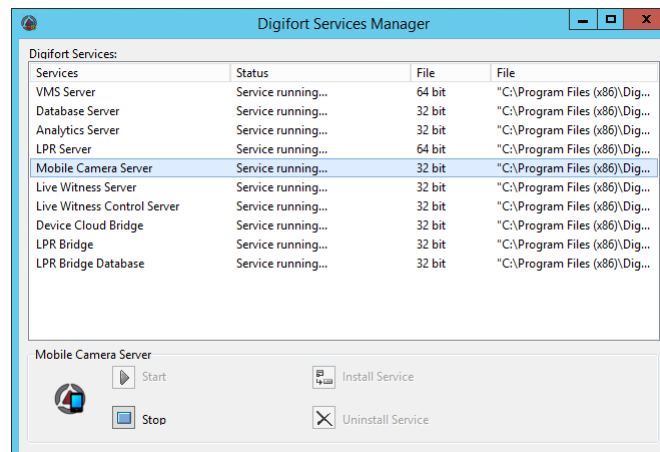 Digifort Services Manager
Digifort Services:
Services Status File File
VMS Server Service running... 64 bit "C:\Program Files (x86)\Dig...
Database Server Service running... 32 bit "C:\Program Files (x86)\Dig...
Analytics Server Service running... 32 bit "C:\Program Files (x86)\Dig...
LPR Server Service running... 64 bit "C:\Program Files (x86)\Dig...
Mobile Camera Server Service running... 32 bit "C:\Program Files (x86)\Dig...
Live Witness Server Service running... 32 bit "C:\Program Files (x86)\Dig...
Live Witness Control Server Service running... 32 bit "C:\Program Files (x86)\Dig...
Device Cloud Bridge Service running... 32 bit "C:\Program Files (x86)\Dig...
LPR Bridge Service running... 32 bit "C:\Program Files (x86)\Dig...
LPR Bridge Database Service running... 32 bit "C:\Program Files (x86)\Dig...
Mobile Camera Server
Start Install Service
Stop Uninstall Service